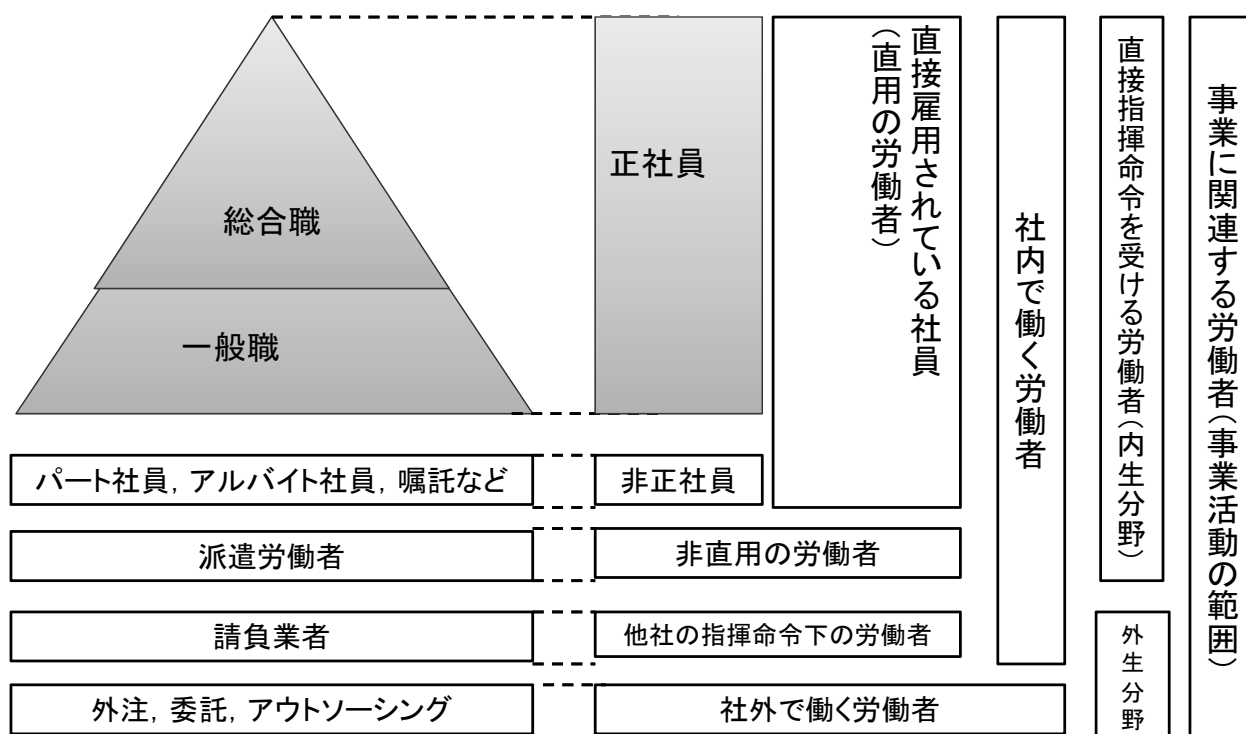 総合職
一般職
正社員
直接雇用されている社員
（直用の労働者）
社内で働く労働者
直接指揮命令を受ける労働者（内生分野）
事業に関連する労働者（事業活動の範囲）
パート社員，アルバイト社員，嘱託など
非正社員
派遣労働者
非直用の労働者
請負業者
他社の指揮命令下の労働者
外生分野
外注，委託，アウトソーシング
社外で働く労働者